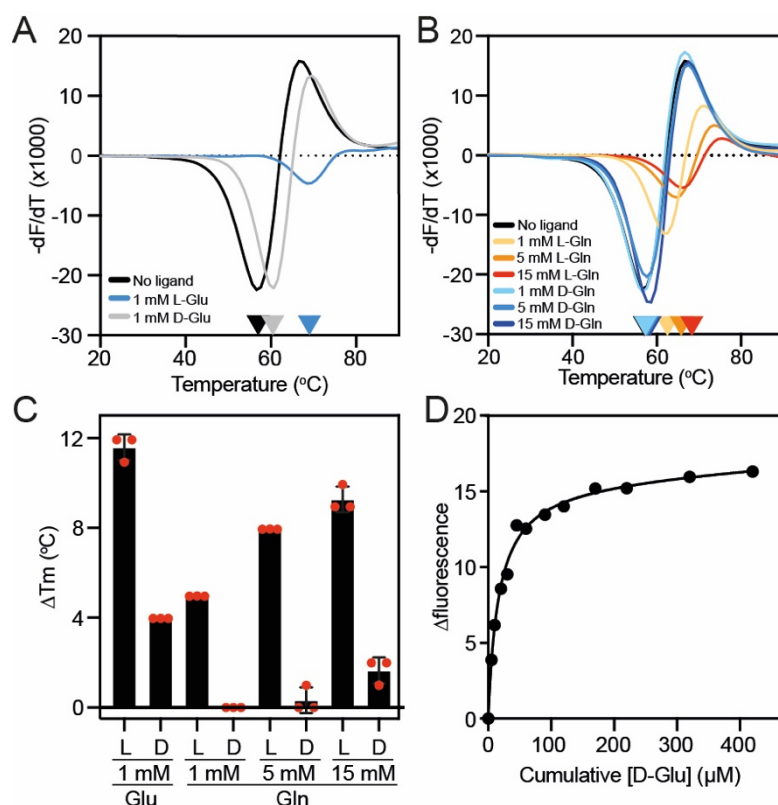 A
20
10
0
-10
-20
-30
-dF/dT (x1000)
No ligand
1 mM L-Glu
1 mM D-Glu
20 40 60 80
Temperature (ºC)
B
20
10
0
-10
-20
-30
-dF/dT (x1000)
No ligand
1 mM L-Gln
5 mM L-Gln
15 mM L-Gln
1 mM D-Gln
5 mM D-Gln
15 mM D-Gln
20 40 60 80
Temperature (ºC)
C
12
8
4
0
ΔTm (ºC)
L D L D L D L D
1 mM 1 mM 5 mM 15 mM
Glu Gln
D
20
15
10
5
0
Δfluorescence
0 100 200 300 400
Cumulative [D-Glu] (μM)